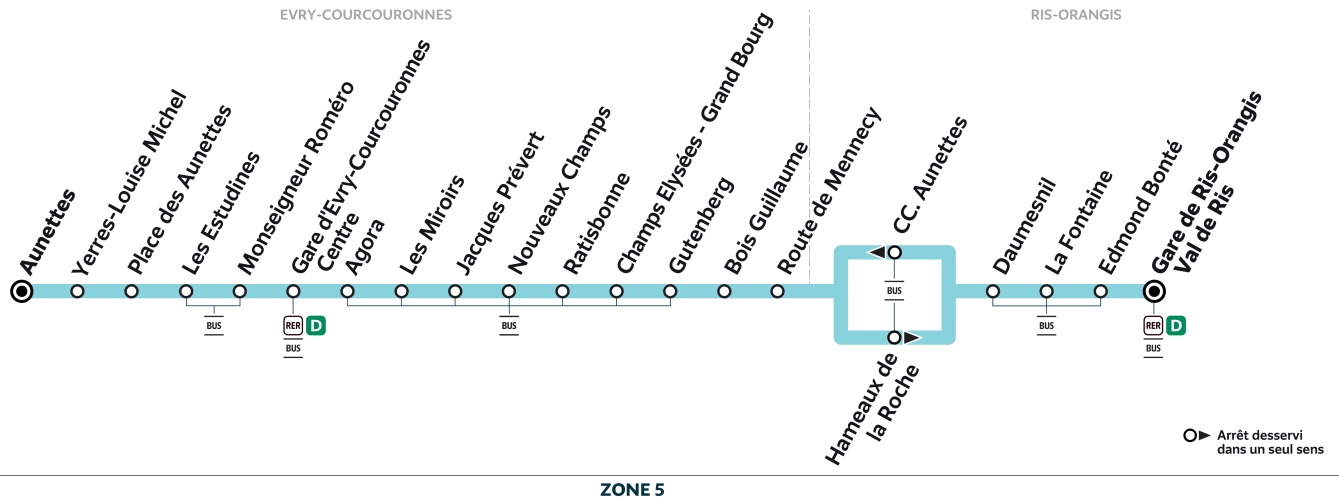 EVRY-COURCOURONNES
RIS-ORANGIS
Aunettes
Yerres-Louise Michel
Place des Aunettes
Les Estudines
Monseigneur Roméro
Gare d'Evry-Courcouronnes
Centre
Agora
Les Miroirs
Jacques Prévert
Nouveaux Champs
Ratisbonne
Champs Elysées - Grand Bourg
Gutenberg
Bois Guillaume
Route de Mennecy
CC. Aunettes
Hameaux de
la Roche
Daumesnil
La Fontaine
Edmond Bonté
Gare de Ris-Orangis
Val de Ris
BUS
RER D
BUS
BUS
BUS
BUS
RER D
BUS
Arrêt desservi
dans un seul sens
ZONE 5